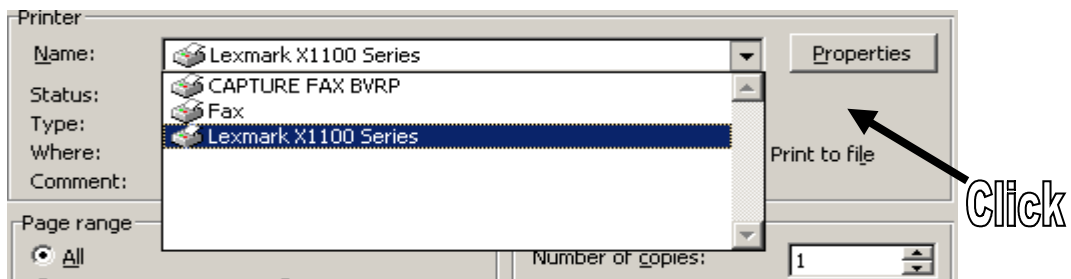 Printer
Name: Lexmark X1100 Series Properties
CAPTURE FAX BVRP
Status:
Fax
Type:
Lexmark X1100 Series
Where: Print to file
Comment:
Click
Page range
All Number of copies: 1